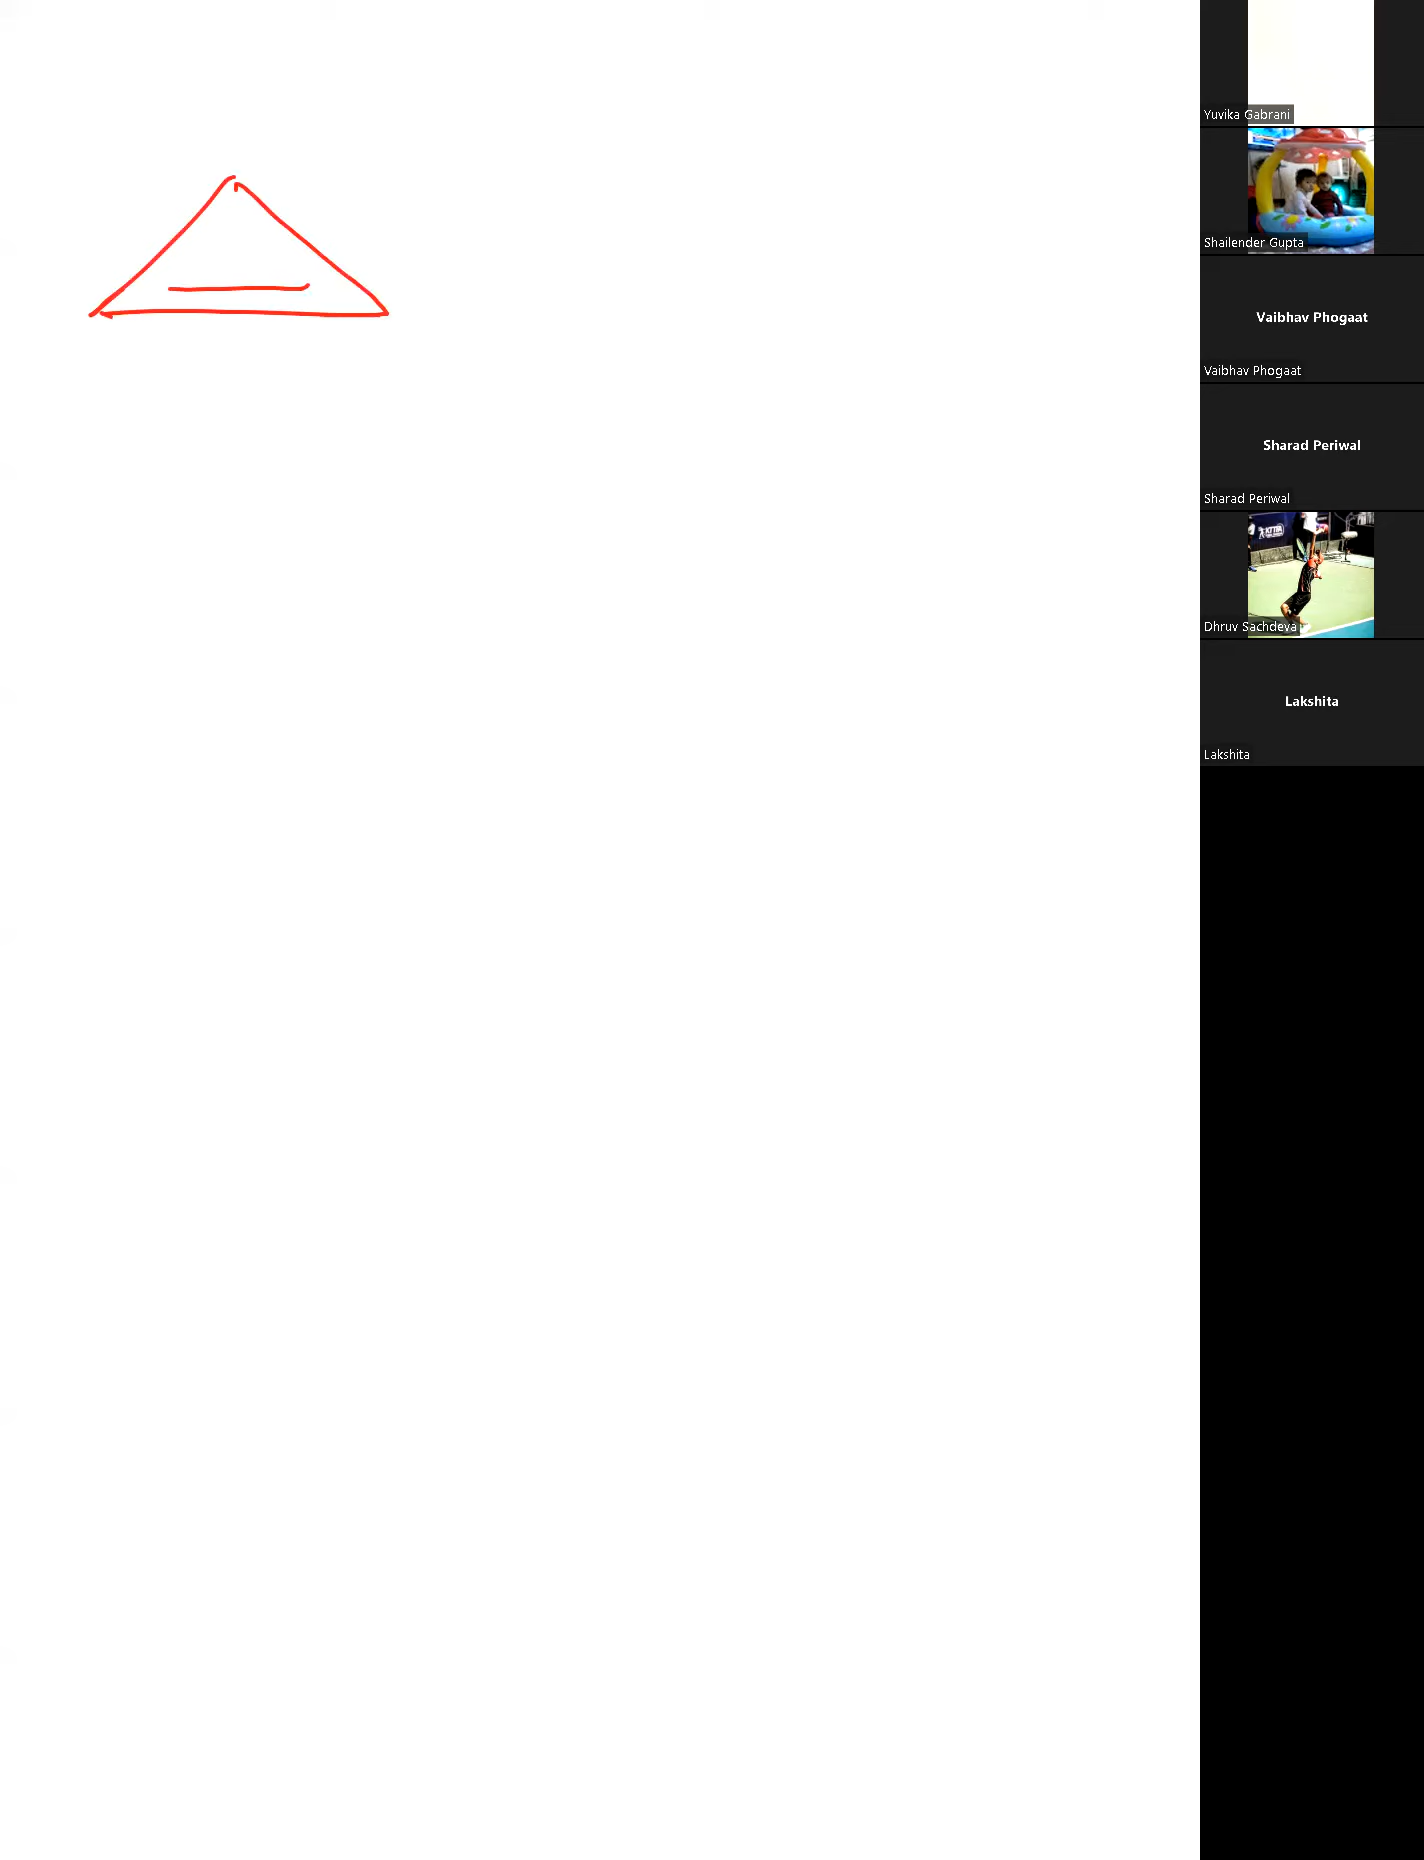 Yuvika Gabrani
Shailender Gupta
Vaibhav Phogaat
Vaibhav Phogaat
Sharad Periwal
Sharad Periwal
Dhruv Sachdeva
Lakshita
Lakshita